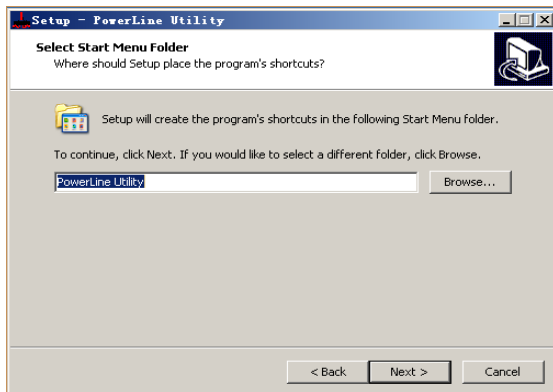 Setup - PowerLine Utility
Select Start Menu Folder
Where should Setup place the program's shortcuts?
Setup will create the program's shortcuts in the following Start Menu folder.
To continue, click Next. If you would like to select a different folder, click Browse.
PowerLine Utility
Browse...
< Back
Next >
Cancel